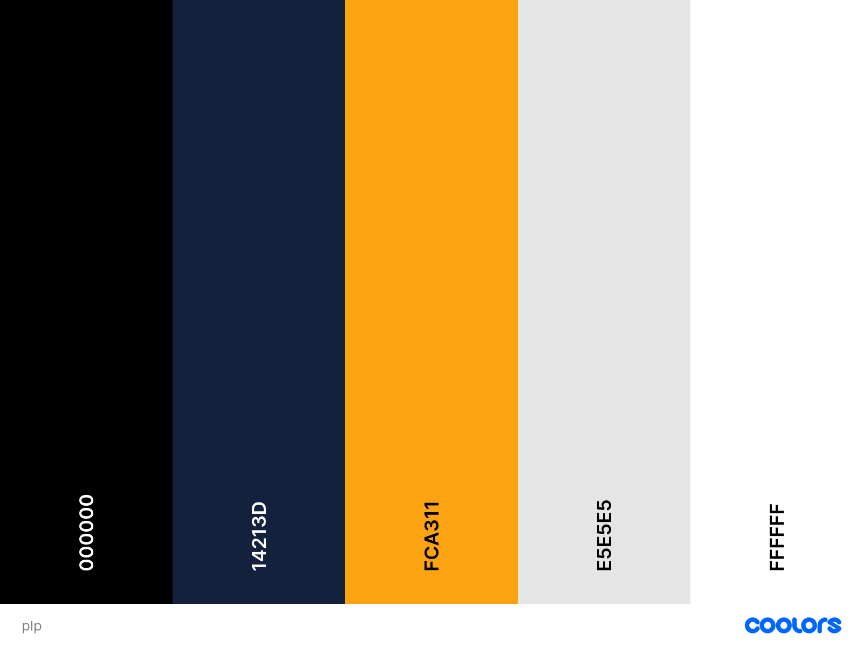 000000
14213D
FCA311
E5E5E5
FFFFFF
plp
coolors